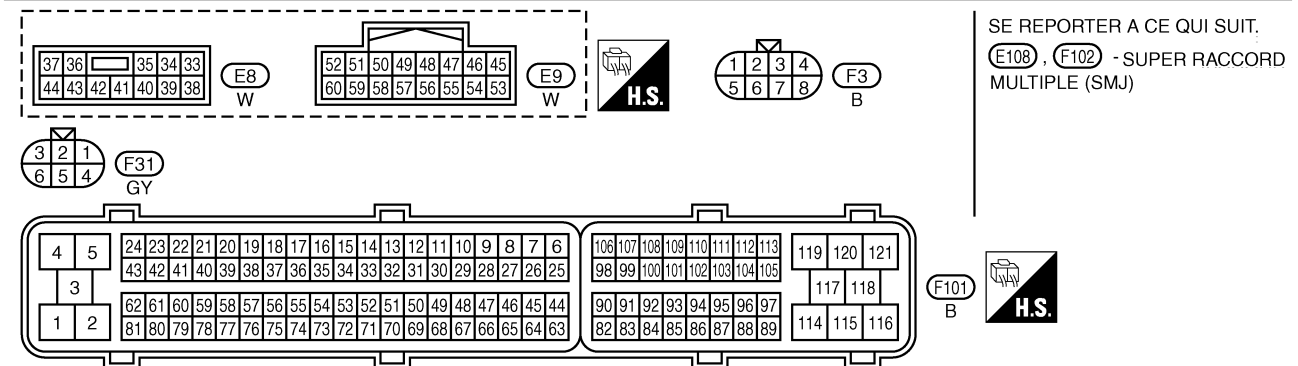 37 36 35 34 33
44 43 42 41 40 39 38
E8
W
52 51 50 49 48 47 46 45
60 59 58 57 56 55 54 53
E9
W
H.S.
1 2 3 4
5 6 7 8
F3
B
SE REPORTER A CE QUI SUIT.
E108 , F102 - SUPER RACCORD
MULTIPLE (SMJ)
3 2 1
6 5 4
F31
GY
4 5
3
1 2
24 23 22 21 20 19 18 17 16 15 14 13 12 11 10 9 8 7 6
43 42 41 40 39 38 37 36 35 34 33 32 31 30 29 28 27 26 25
62 61 60 59 58 57 56 55 54 53 52 51 50 49 48 47 46 45 44
81 80 79 78 77 76 75 74 73 72 71 70 69 68 67 66 65 64 63
106 107 108 109 110 111 112 113
98 99 100 101 102 103 104 105
90 91 92 93 94 95 96 97
82 83 84 85 86 87 88 89
119 120 121
117 118
114 115 116
F101
B
H.S.